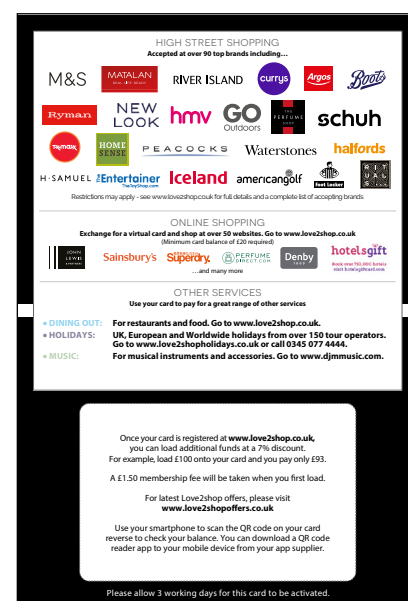 HIGH STREET SHOPPING
Accepted at over 90 top brands including...
M&S MATALAN RIVER ISLAND currys Argos Boots
Ryman NEW LOOK hmv GO Outdoors THE PERFUME SHOP schuh
TK Maxx HOME SENSE PEACOCKS Waterstones halfords
H·SAMUEL TheEntertainer TheToyShop.com Iceland americangolf Foot Locker RITUALS
Restrictions may apply - see www.love2shop.co.uk for full details and a complete list of accepting brands
ONLINE SHOPPING
Exchange for a virtual card and shop at over 50 websites. Go to www.love2shop.co.uk
(Minimum card balance of £20 required)
JOHN LEWIS Sainsbury's Superdry. PERFUME DIRECT.COM Denby 1809 hotelsgift
...and many more
OTHER SERVICES
Use your card to pay for a great range of other services
• DINING OUT: For restaurants and food. Go to www.love2shop.co.uk.
• HOLIDAYS: UK, European and Worldwide holidays from over 150 tour operators.
Go to www.love2shopholidays.co.uk or call 0345 077 4444.
• MUSIC: For musical instruments and accessories. Go to www.djmmusic.com.
Once your card is registered at www.love2shop.co.uk,
you can load additional funds at a 7% discount.
For example, load £100 onto your card and you pay only £93.
A £1.50 membership fee will be taken when you first load.
For latest Love2shop offers, please visit
www.love2shopoffers.co.uk
Use your smartphone to scan the QR code on your card
reverse to check your balance. You can download a QR code
reader app to your mobile device from your app supplier.
Please allow 3 working days for this card to be activated.